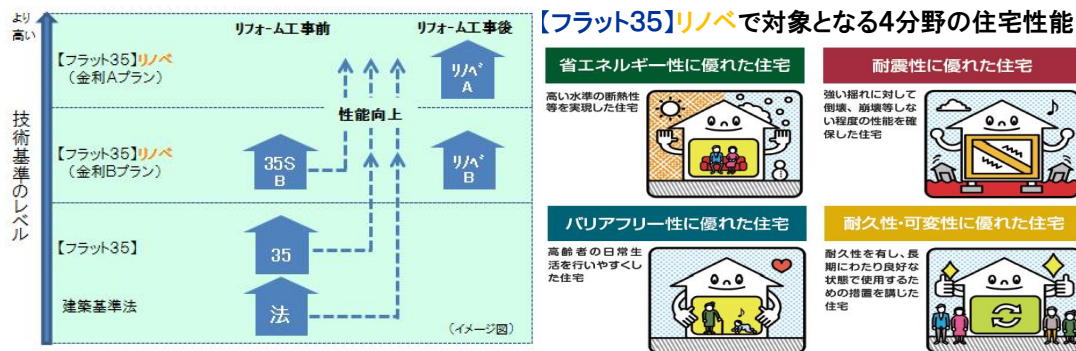 より
高い
技術基準のレベル
リフォーム工事前
リフォーム工事後
【フラット35】リノベ
（金利Aプラン）
リノベ
A
性能向上
【フラット35】リノベ
（金利Bプラン）
35S
B
リノベ
B
【フラット35】
35
建築基準法
法
（イメージ図）
【フラット35】リノベで対象となる4分野の住宅性能
省エネルギー性に優れた住宅
高い水準の断熱性
等を実現した住宅
耐震性に優れた住宅
強い揺れに対して
倒壊、崩壊等しな
い程度の性能を確
保した住宅
バリアフリー性に優れた住宅
高齢者の日常生
活を行いやすくし
た住宅
耐久性・可変性に優れた住宅
耐久性を有し、長
期にわたり良好な
状態で使用するた
めの措置を講じた
住宅